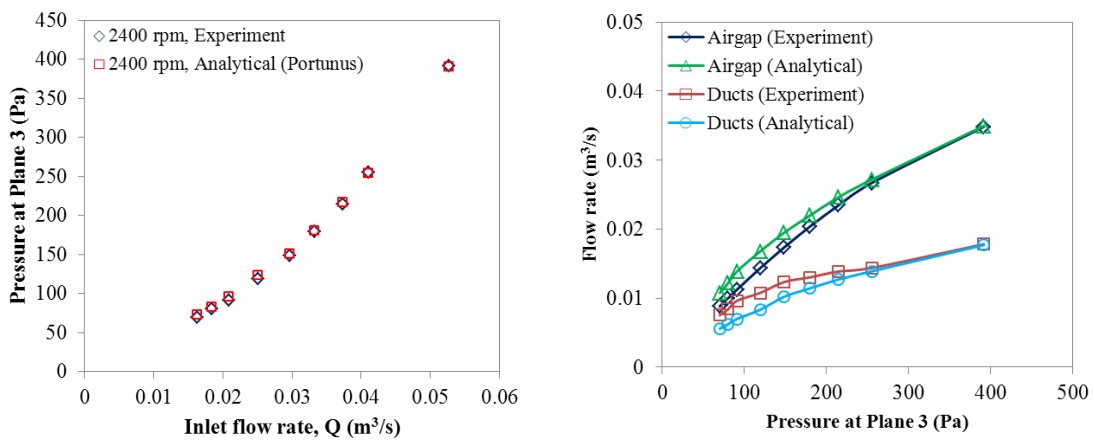 450
400
350
300
250
200
150
100
50
0
Pressure at Plane 3 (Pa)
2400 rpm, Experiment
2400 rpm, Analytical (Portunus)
0 0.01 0.02 0.03 0.04 0.05 0.06
Inlet flow rate, Q (m³/s)
0.05
0.04
0.03
0.02
0.01
0
Flow rate (m³/s)
Airgap (Experiment)
Airgap (Analytical)
Ducts (Experiment)
Ducts (Analytical)
0 100 200 300 400 500
Pressure at Plane 3 (Pa)